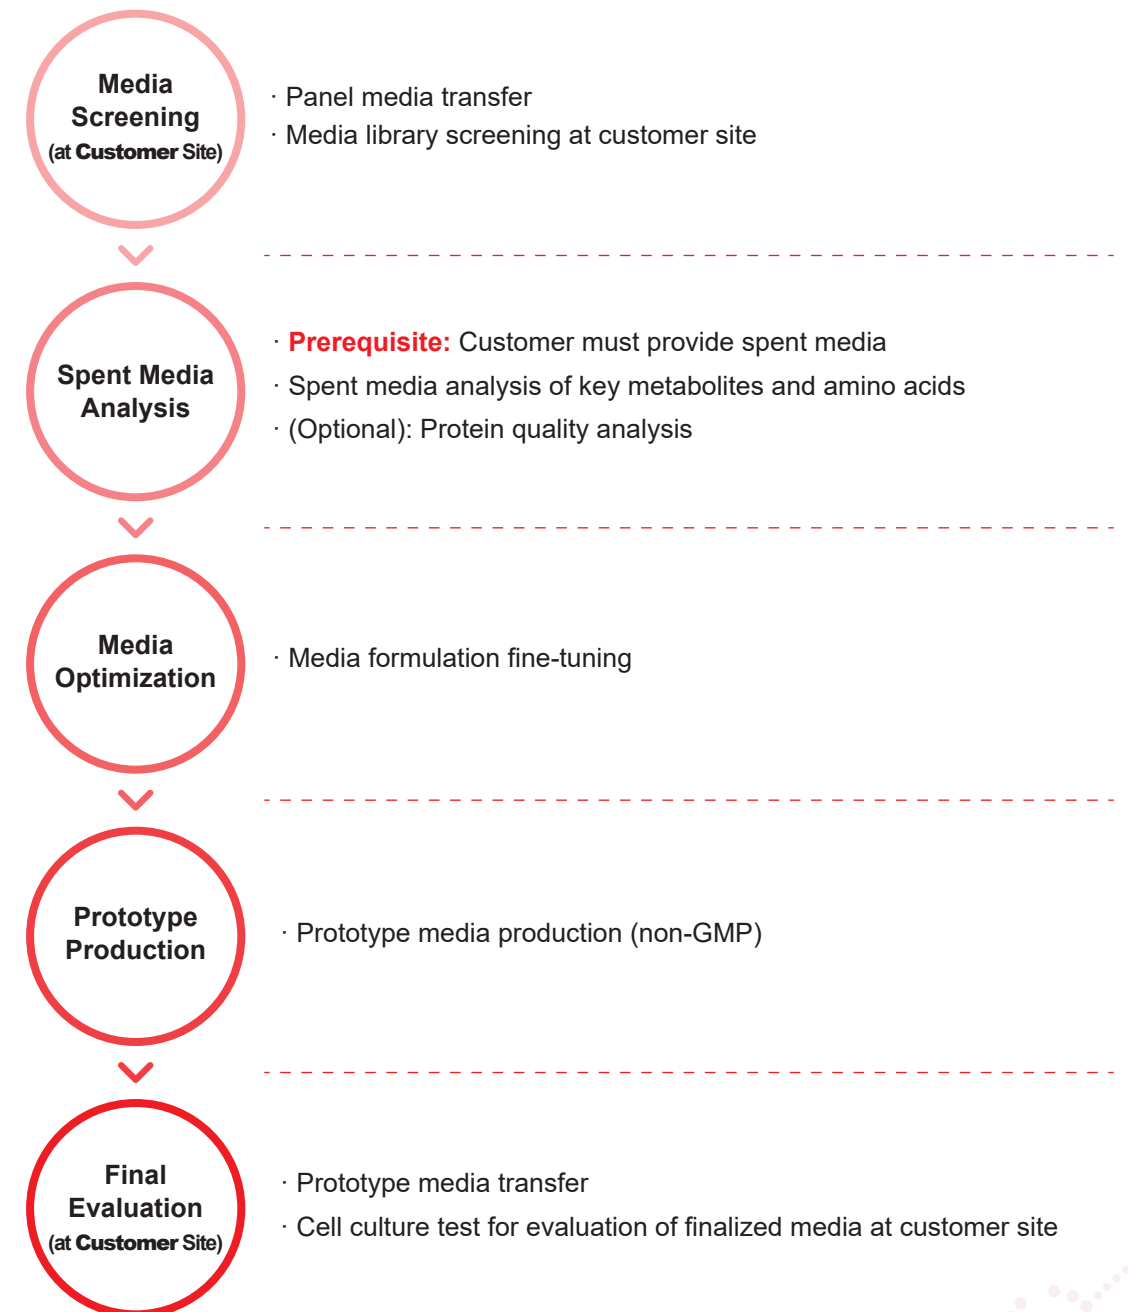 Media
Screening
(at Customer Site)
· Panel media transfer
· Media library screening at customer site
Spent Media
Analysis
· Prerequisite: Customer must provide spent media
· Spent media analysis of key metabolites and amino acids
· (Optional): Protein quality analysis
Media
Optimization
· Media formulation fine-tuning
Prototype
Production
· Prototype media production (non-GMP)
Final
Evaluation
(at Customer Site)
· Prototype media transfer
· Cell culture test for evaluation of finalized media at customer site